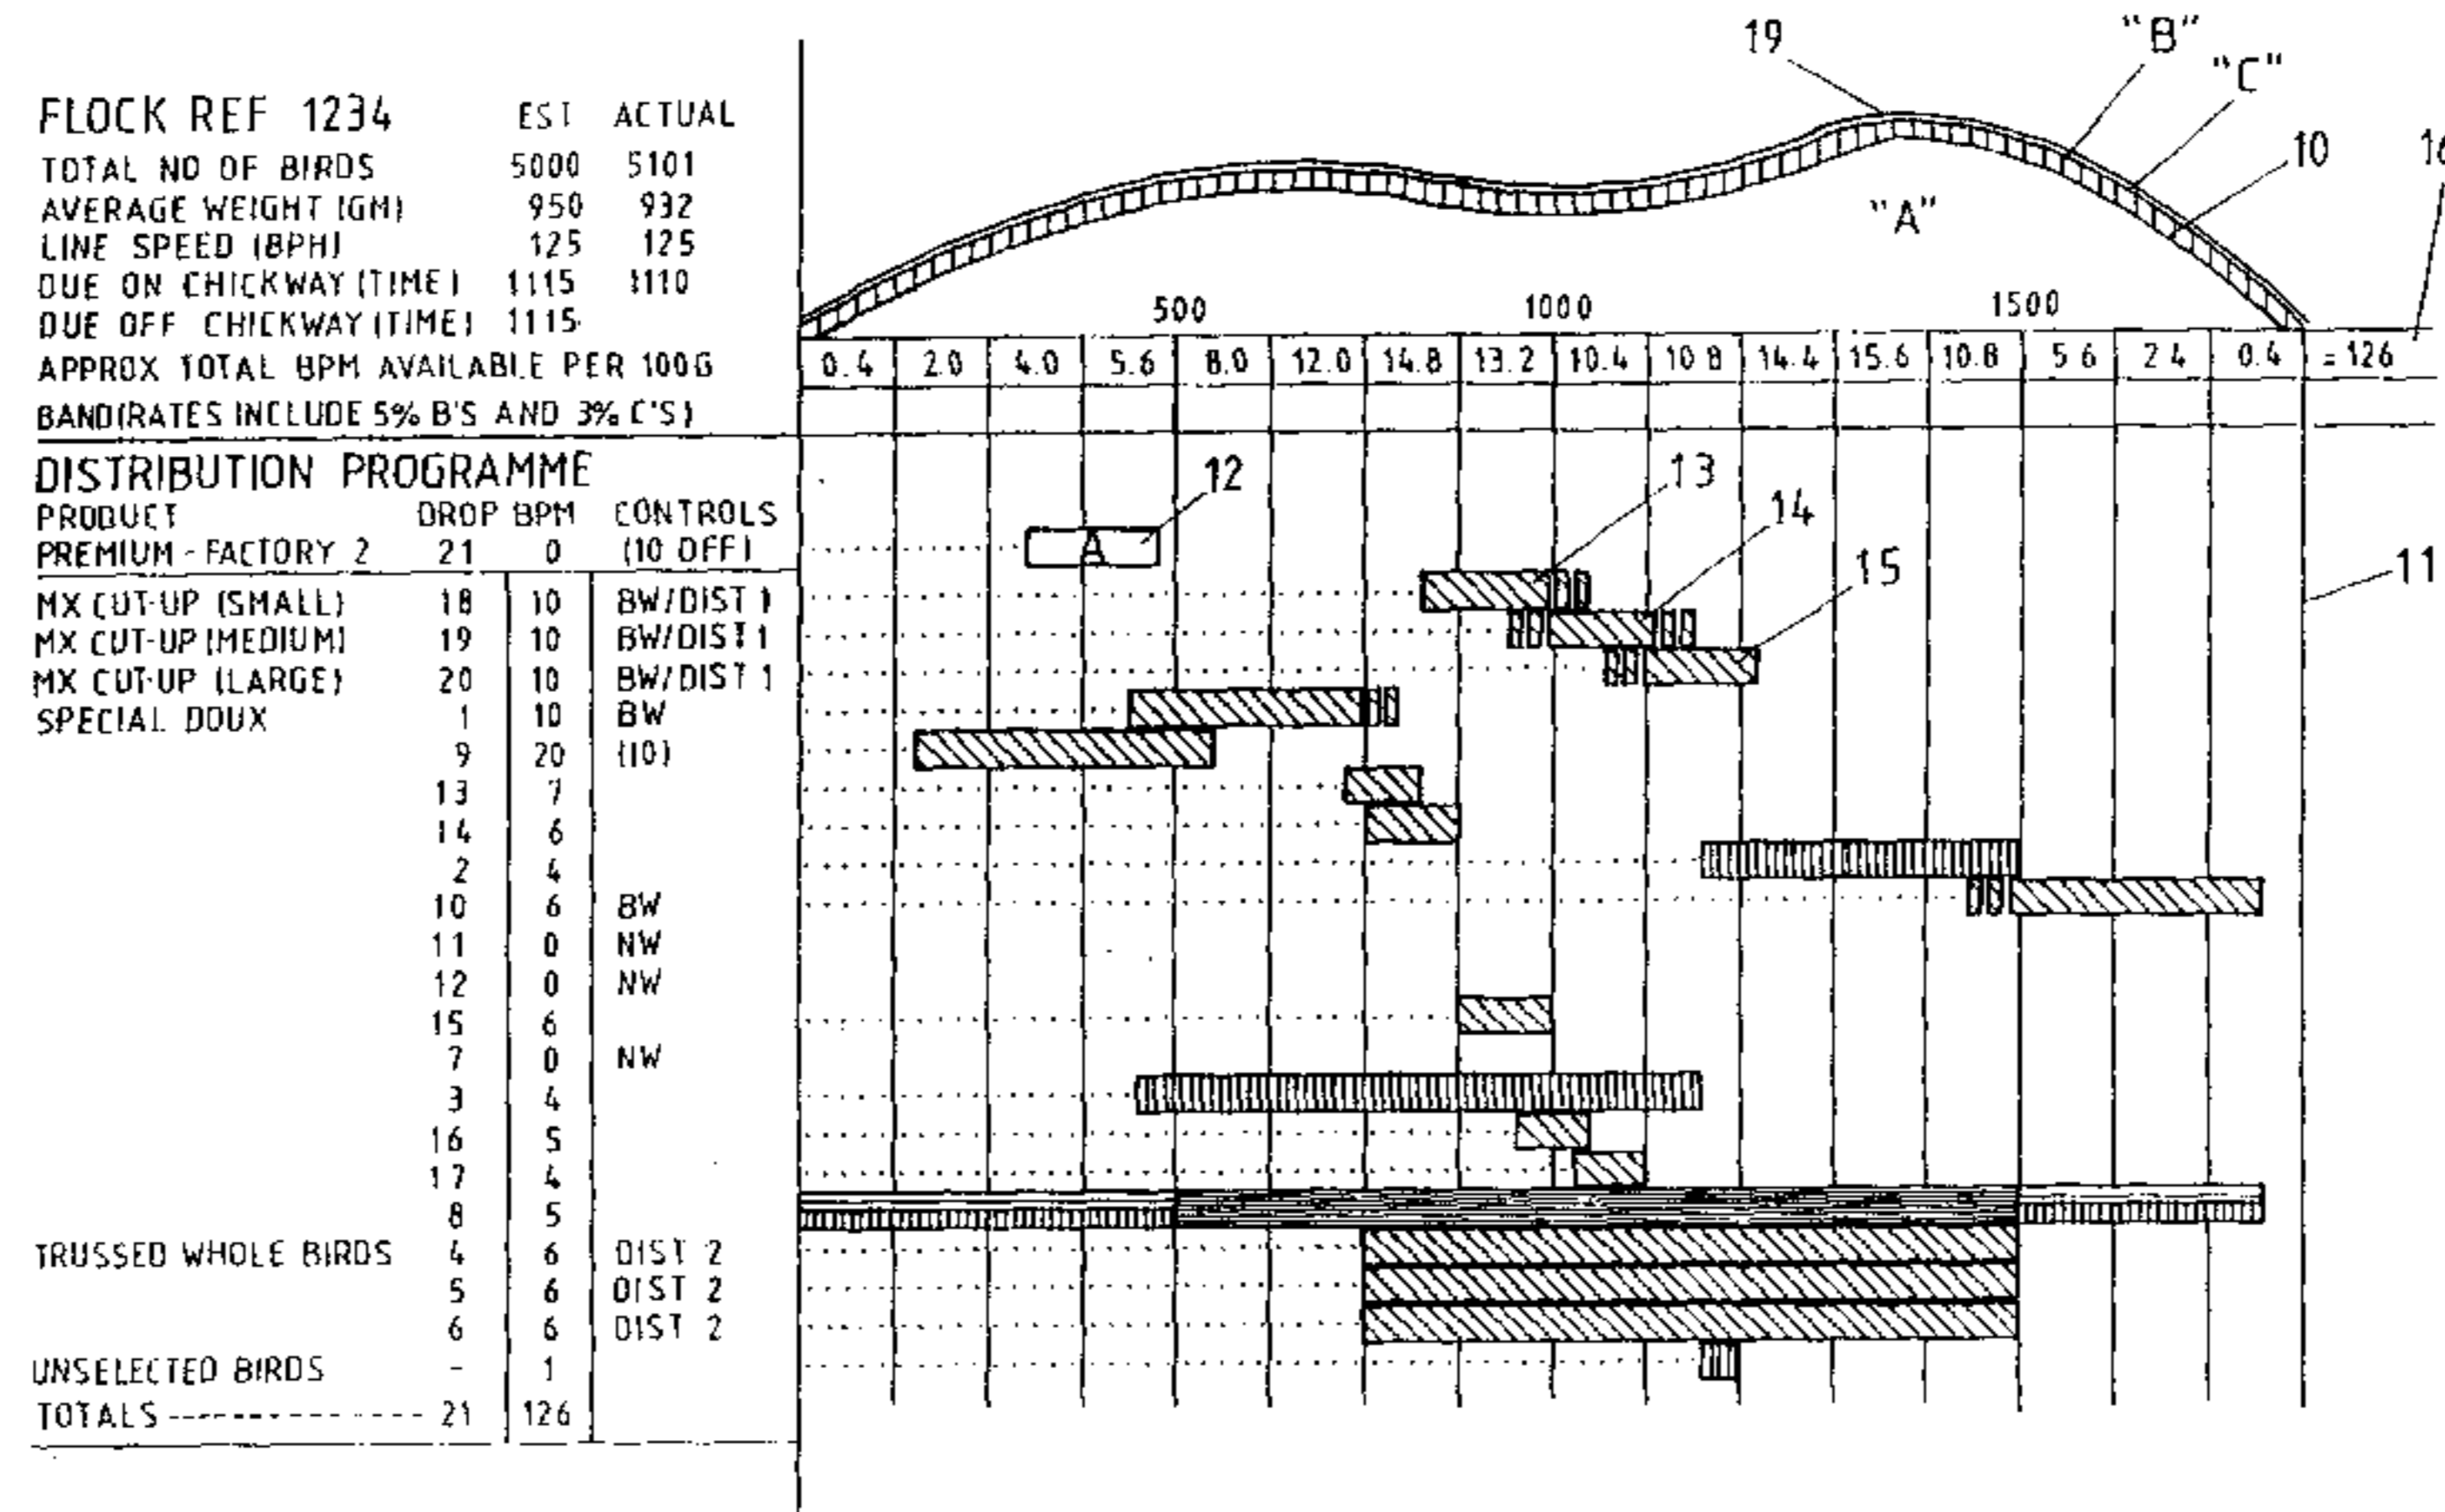 19 "B" "C"
FLOCK REF 1234 EST ACTUAL
TOTAL NO OF BIRDS 5000 5101
10
AVERAGE WEIGHT (GM) 950 932
"A"
LINE SPEED (BPH) 125 125
DUE ON CHICKWAY (TIME) 1115 1110
DUE OFF CHICKWAY (TIME) 1115
500 1000 1500
APPROX TOTAL BPM AVAILABLE PER 100G 0.4 2.0 4.0 5.6 8.0 12.0 14.8 13.2 10.4 10.8 14.4 15.6 10.8 5.6 2.4 0.4 = 126
BAND(RATES INCLUDE 5% B'S AND 3% C'S)
DISTRIBUTION PROGRAMME
12 13 14 15 11
PRODUCT DROP BPM CONTROLS
PREMIUM - FACTORY 2 21 0 (10 OFF) A
MX CUT-UP (SMALL) 18 10 BW/DIST 1
MX CUT-UP (MEDIUM) 19 10 BW/DIST 1
MX CUT-UP (LARGE) 20 10 BW/DIST 1
SPECIAL DOUX 1 10 BW
9 20 (10)
13 7
14 6
2 4
10 6 BW
11 0 NW
12 0 NW
15 6
7 0 NW
3 4
16 5
17 4
8 5
TRUSSED WHOLE BIRDS 4 6 DIST 2
5 6 DIST 2
6 6 DIST 2
UNSELECTED BIRDS - 1
TOTALS ------------- 21 126